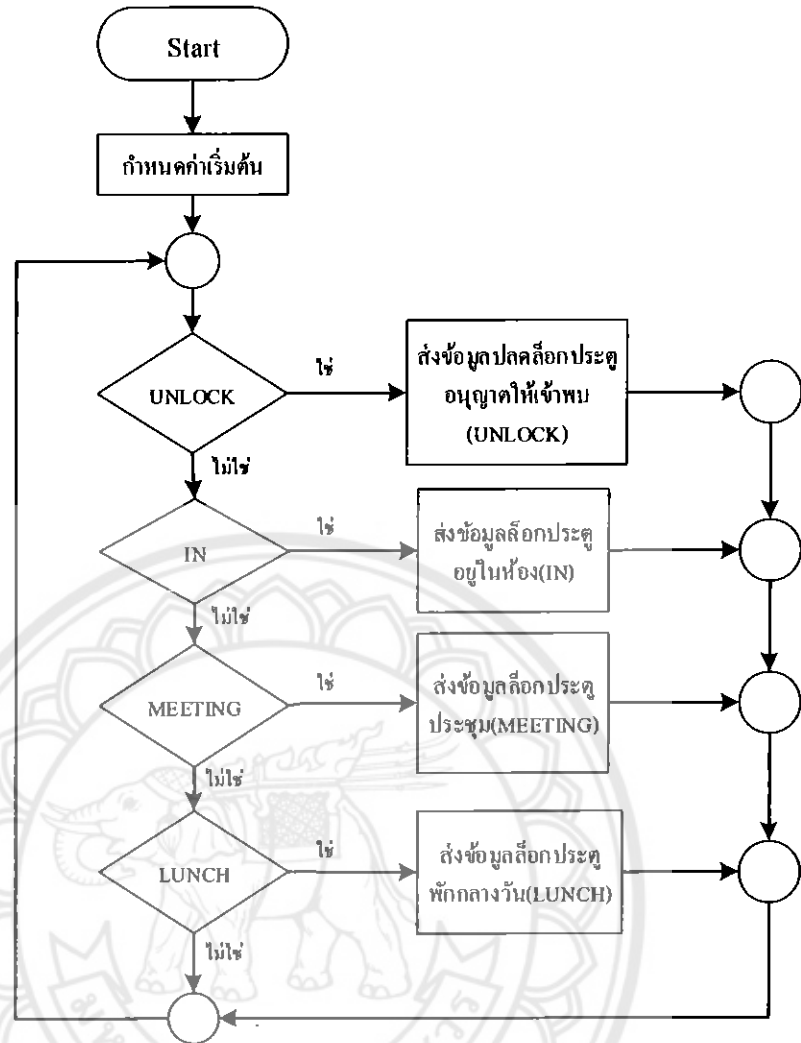 Start
กำหนดค่าเริ่มต้น
UNLOCK
ใช่
ส่งข้อมูลปลดล็อกประตู
อนุญาตให้เข้าพบ
(UNLOCK)
ไม่ใช่
IN
ใช่
ส่งข้อมูลล็อกประตู
อยู่ในห้อง(IN)
ไม่ใช่
MEETING
ใช่
ส่งข้อมูลล็อกประตู
ประชุม(MEETING)
ไม่ใช่
LUNCH
ใช่
ส่งข้อมูลล็อกประตู
พักกลางวัน(LUNCH)
ไม่ใช่